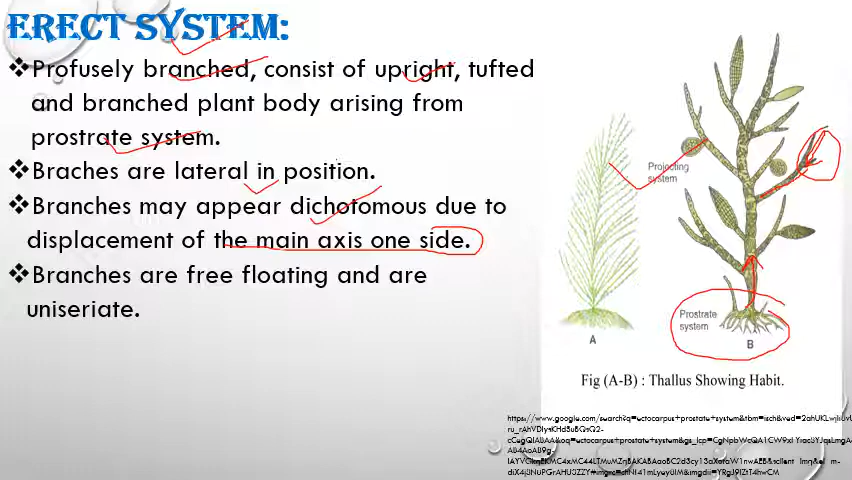 ERECT SYSTEM:
❖Profusely branched, consist of upright, tufted
and branched plant body arising from
prostrate system.
❖Braches are lateral in position.
❖Branches may appear dichotomous due to
displacement of the main axis one side.
❖Branches are free floating and are
uniseriate.
Projecting
system
Prostrate
system
A
B
Fig (A-B) : Thallus Showing Habit.